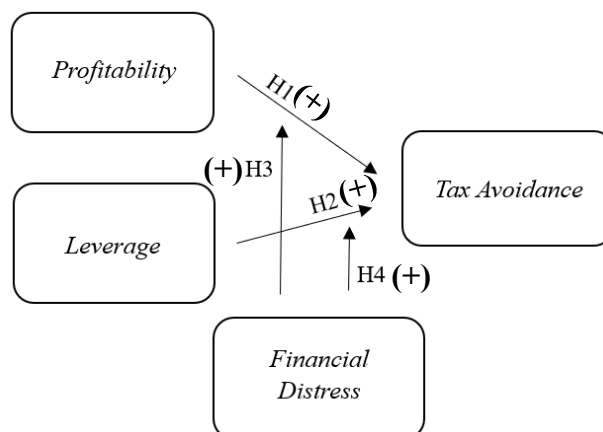 Profitability
H1(+)
(+)H3
H2(+)
Tax Avoidance
Leverage
H4 (+)
Financial
Distress